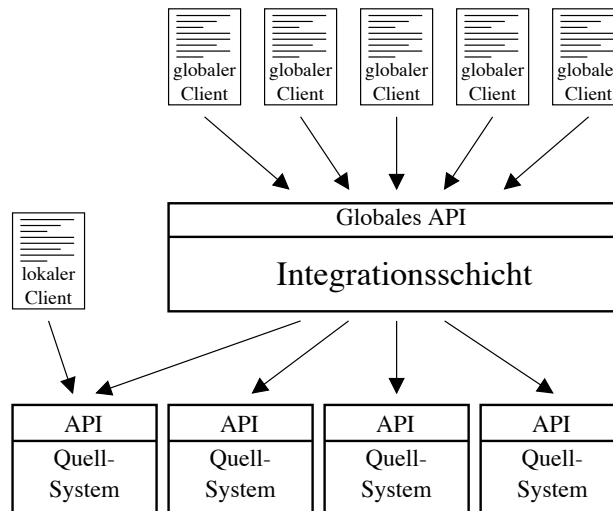 globaler
Client
globaler
Client
globaler
Client
globaler
Client
globaler
Client
Globales API
Integrationsschicht
lokaler
Client
API
Quell-
System
API
Quell-
System
API
Quell-
System
API
Quell-
System